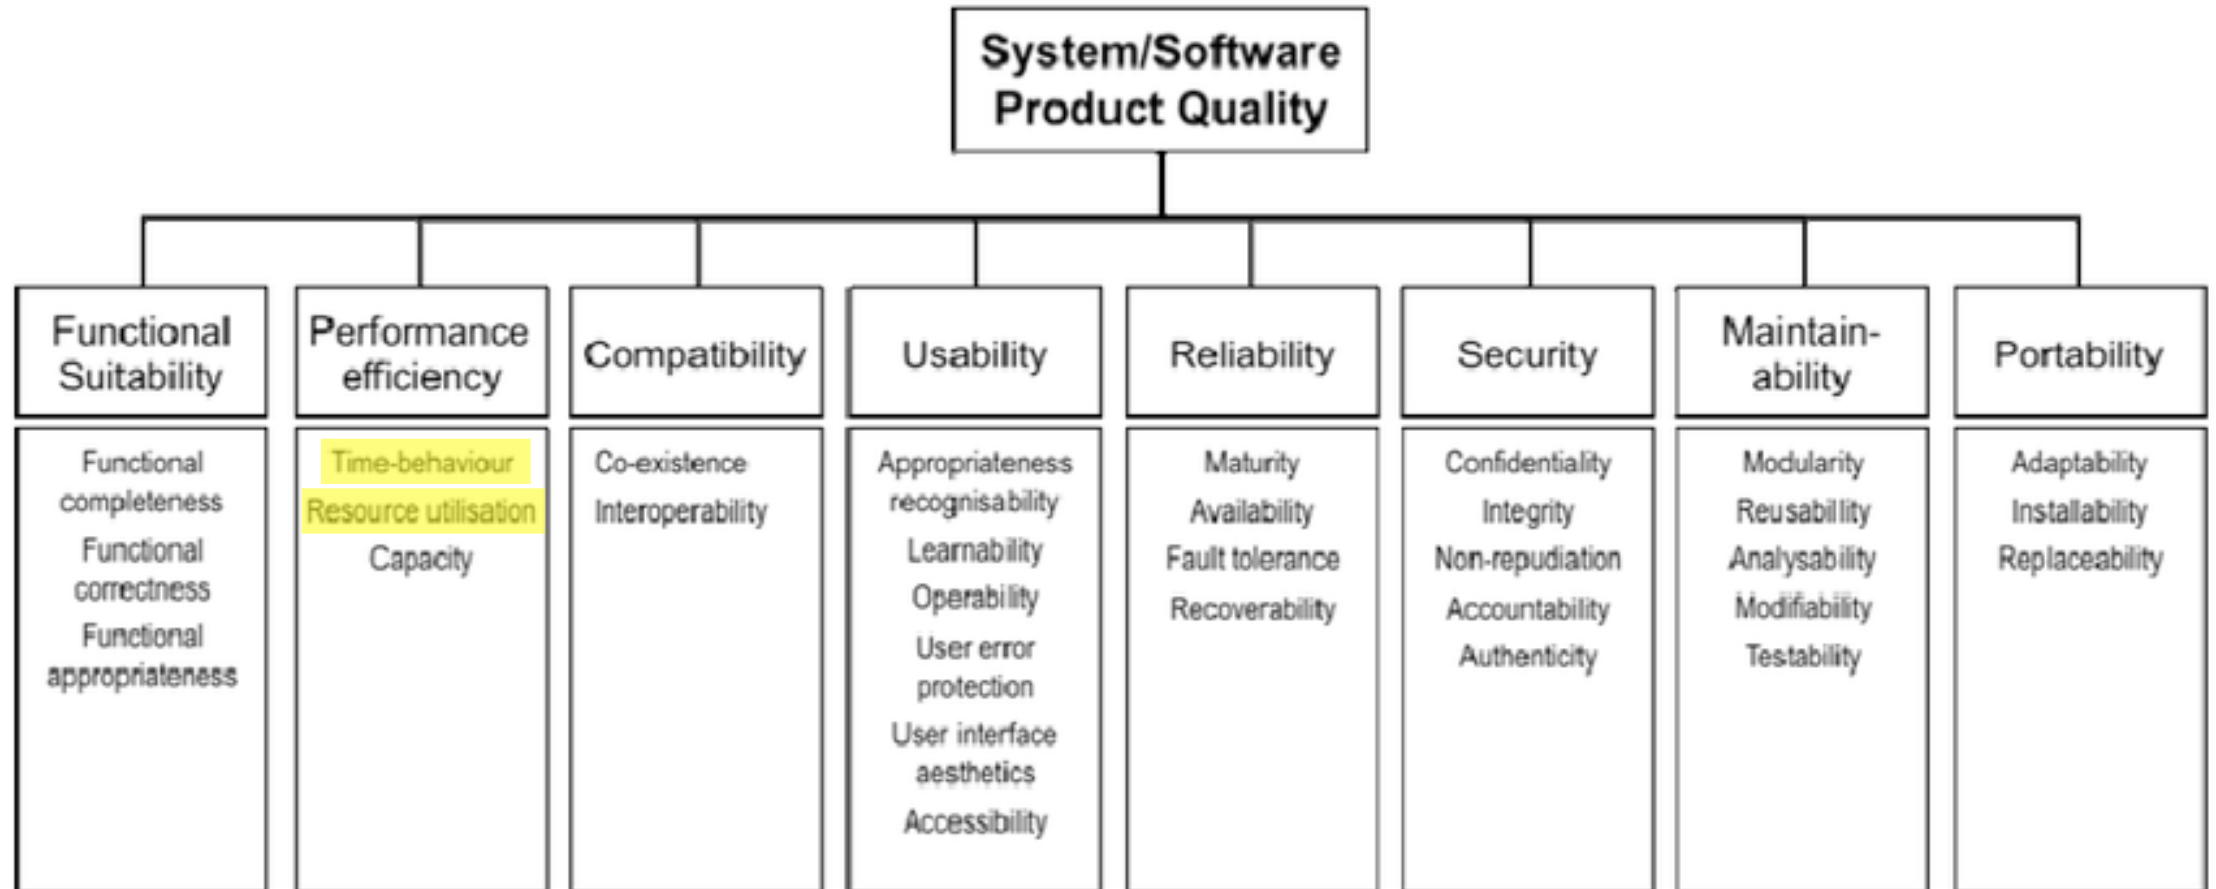 System/Software
Product Quality
Functional
Suitability
Performance
efficiency
Compatibility
Usability
Reliability
Security
Maintain-
ability
Portability
Functional
completeness
Functional
correctness
Functional
appropriateness
Time-behaviour
Resource utilisation
Capacity
Co-existence
Interoperability
Appropriateness
recognisability
Learnability
Operability
User error
protection
User interface
aesthetics
Accessibility
Maturity
Availability
Fault tolerance
Recoverability
Confidentiality
Integrity
Non-repudiation
Accountability
Authenticity
Modularity
Reusability
Analysability
Modifiability
Testability
Adaptability
Installability
Replaceability